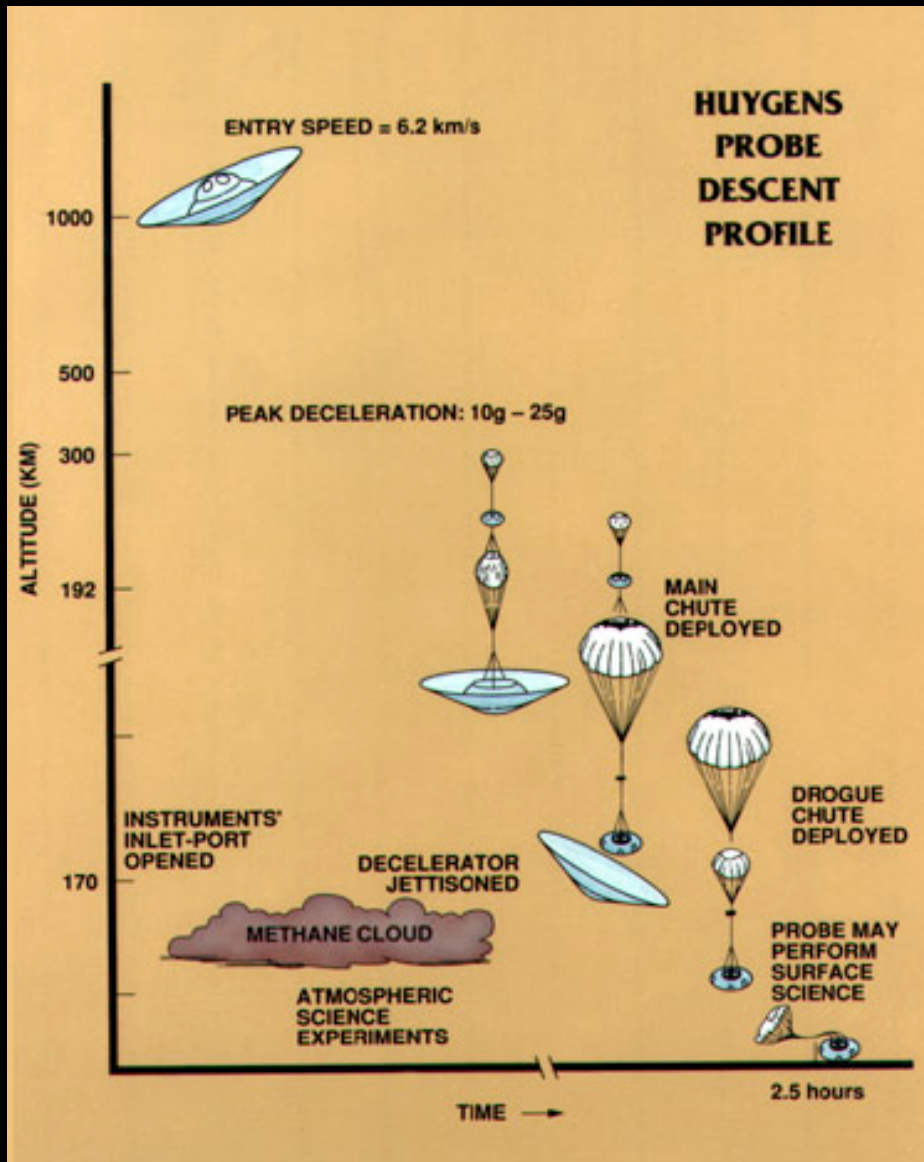 HUYGENS
PROBE
DESCENT
PROFILE
ENTRY SPEED = 6.2 km/s
1000
500
PEAK DECELERATION: 10g – 25g
300
ALTITUDE (KM)
192
MAIN
CHUTE
DEPLOYED
INSTRUMENTS'
INLET-PORT
OPENED
DECELERATOR
JETTISONED
DROGUE
CHUTE
DEPLOYED
170
METHANE CLOUD
PROBE MAY
PERFORM
SURFACE
SCIENCE
ATMOSPHERIC
SCIENCE
EXPERIMENTS
2.5 hours
TIME →